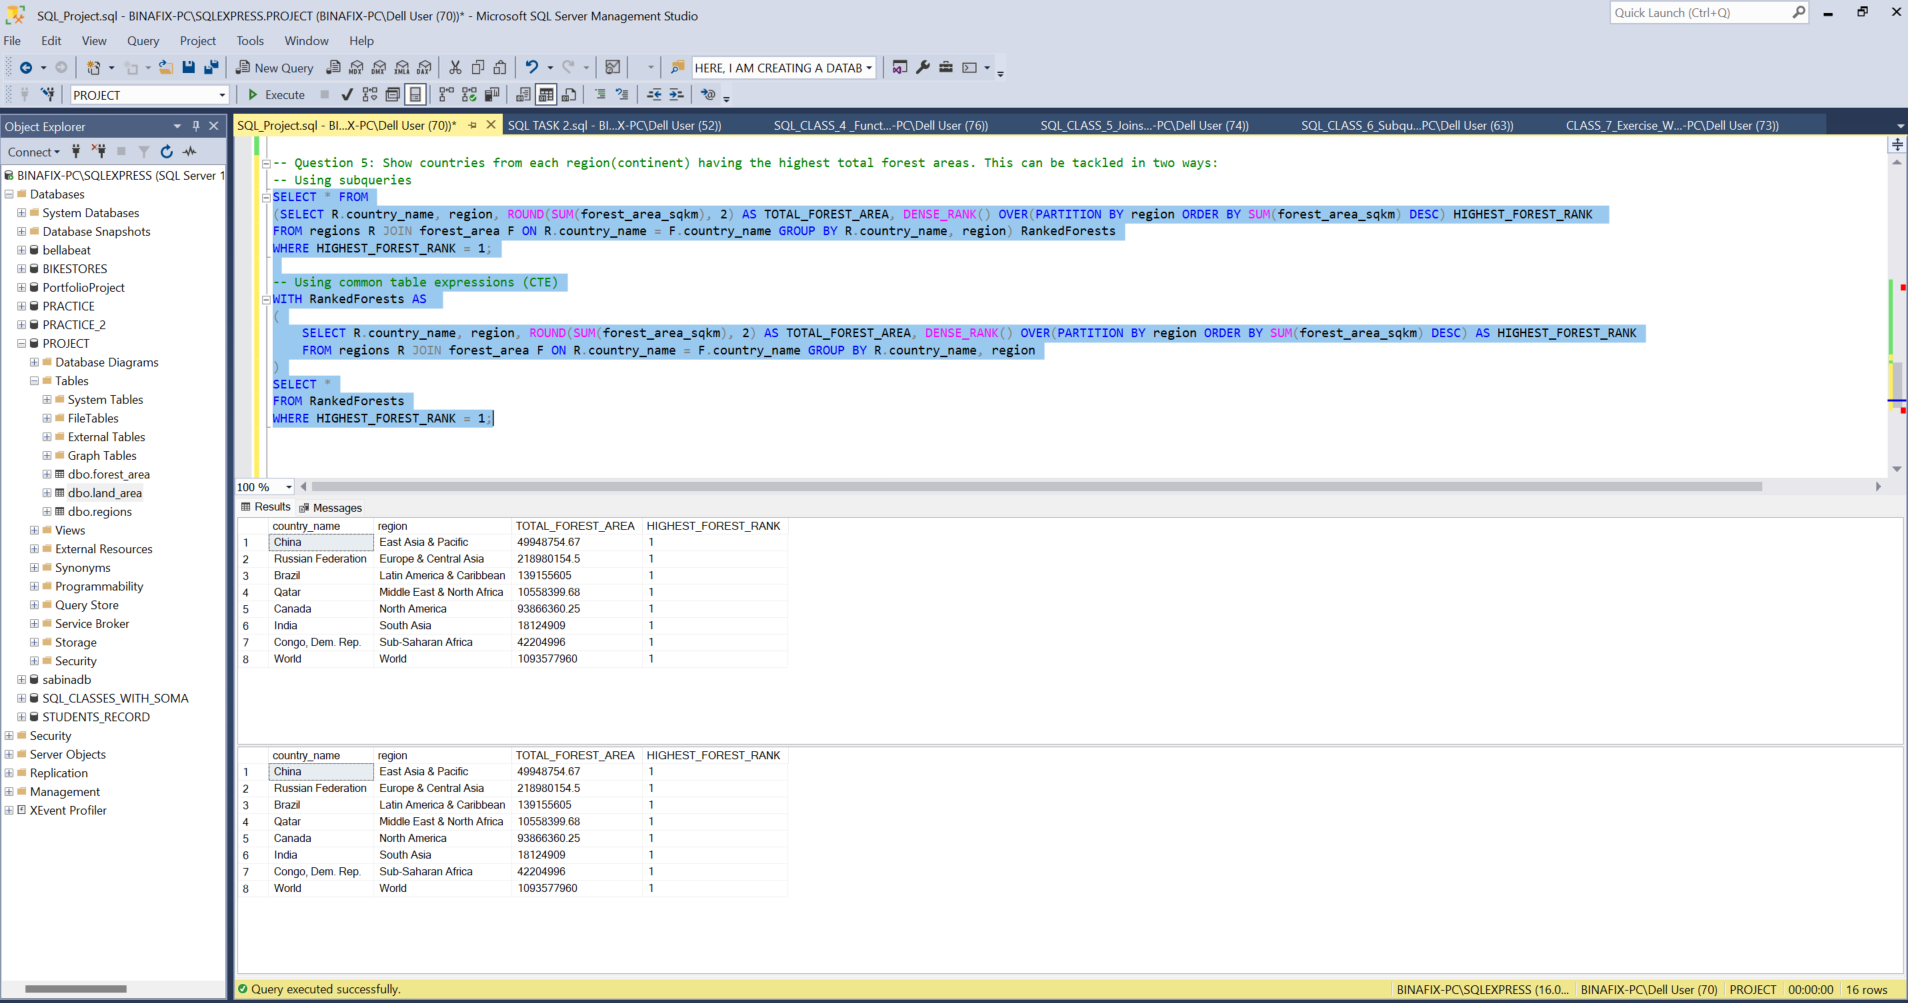 SQL_Project.sql - BINAFIX-PC\SQLEXPRESS.PROJECT (BINAFIX-PC\Dell User (70))* - Microsoft SQL Server Management Studio
Quick Launch (Ctrl+Q)
File Edit View Query Project Tools Window Help
New Query
MDX DMX XMLA DAX
HERE, I AM CREATING A DATAB
PROJECT
Execute
Object Explorer
SQL_Project.sql - BI...X-PC\Dell User (70))*
SQL TASK 2.sql - BI...X-PC\Dell User (52))
SQL_CLASS_4 _Funct...-PC\Dell User (76))
SQL_CLASS_5_Joins...-PC\Dell User (74))
SQL_CLASS_6_Subqu...PC\Dell User (63))
CLASS_7_Exercise_W...-PC\Dell User (73))
Connect
BINAFIX-PC\SQLEXPRESS (SQL Server 1
Databases
System Databases
Database Snapshots
bellabeat
BIKESTORES
PortfolioProject
PRACTICE
PRACTICE_2
PROJECT
Database Diagrams
Tables
System Tables
FileTables
External Tables
Graph Tables
dbo.forest_area
dbo.land_area
dbo.regions
Views
External Resources
Synonyms
Programmability
Query Store
Service Broker
Storage
Security
sabinadb
SQL_CLASSES_WITH_SOMA
STUDENTS_RECORD
Security
Server Objects
Replication
Management
XEvent Profiler
-- Question 5: Show countries from each region(continent) having the highest total forest areas. This can be tackled in two ways:
-- Using subqueries
SELECT * FROM
(SELECT R.country_name, region, ROUND(SUM(forest_area_sqkm), 2) AS TOTAL_FOREST_AREA, DENSE_RANK() OVER(PARTITION BY region ORDER BY SUM(forest_area_sqkm) DESC) HIGHEST_FOREST_RANK
FROM regions R JOIN forest_area F ON R.country_name = F.country_name GROUP BY R.country_name, region) RankedForests
WHERE HIGHEST_FOREST_RANK = 1;
-- Using common table expressions (CTE)
WITH RankedForests AS
(
SELECT R.country_name, region, ROUND(SUM(forest_area_sqkm), 2) AS TOTAL_FOREST_AREA, DENSE_RANK() OVER(PARTITION BY region ORDER BY SUM(forest_area_sqkm) DESC) AS HIGHEST_FOREST_RANK
FROM regions R JOIN forest_area F ON R.country_name = F.country_name GROUP BY R.country_name, region
)
SELECT *
FROM RankedForests
WHERE HIGHEST_FOREST_RANK = 1;
100 %
Results Messages
country_name region TOTAL_FOREST_AREA HIGHEST_FOREST_RANK
1 China East Asia & Pacific 49948754.67 1
2 Russian Federation Europe & Central Asia 218980154.5 1
3 Brazil Latin America & Caribbean 139155605 1
4 Qatar Middle East & North Africa 10558399.68 1
5 Canada North America 93866360.25 1
6 India South Asia 18124909 1
7 Congo, Dem. Rep. Sub-Saharan Africa 42204996 1
8 World World 1093577960 1
country_name region TOTAL_FOREST_AREA HIGHEST_FOREST_RANK
1 China East Asia & Pacific 49948754.67 1
2 Russian Federation Europe & Central Asia 218980154.5 1
3 Brazil Latin America & Caribbean 139155605 1
4 Qatar Middle East & North Africa 10558399.68 1
5 Canada North America 93866360.25 1
6 India South Asia 18124909 1
7 Congo, Dem. Rep. Sub-Saharan Africa 42204996 1
8 World World 1093577960 1
Query executed successfully.
BINAFIX-PC\SQLEXPRESS (16.0... BINAFIX-PC\Dell User (70) PROJECT 00:00:00 16 rows